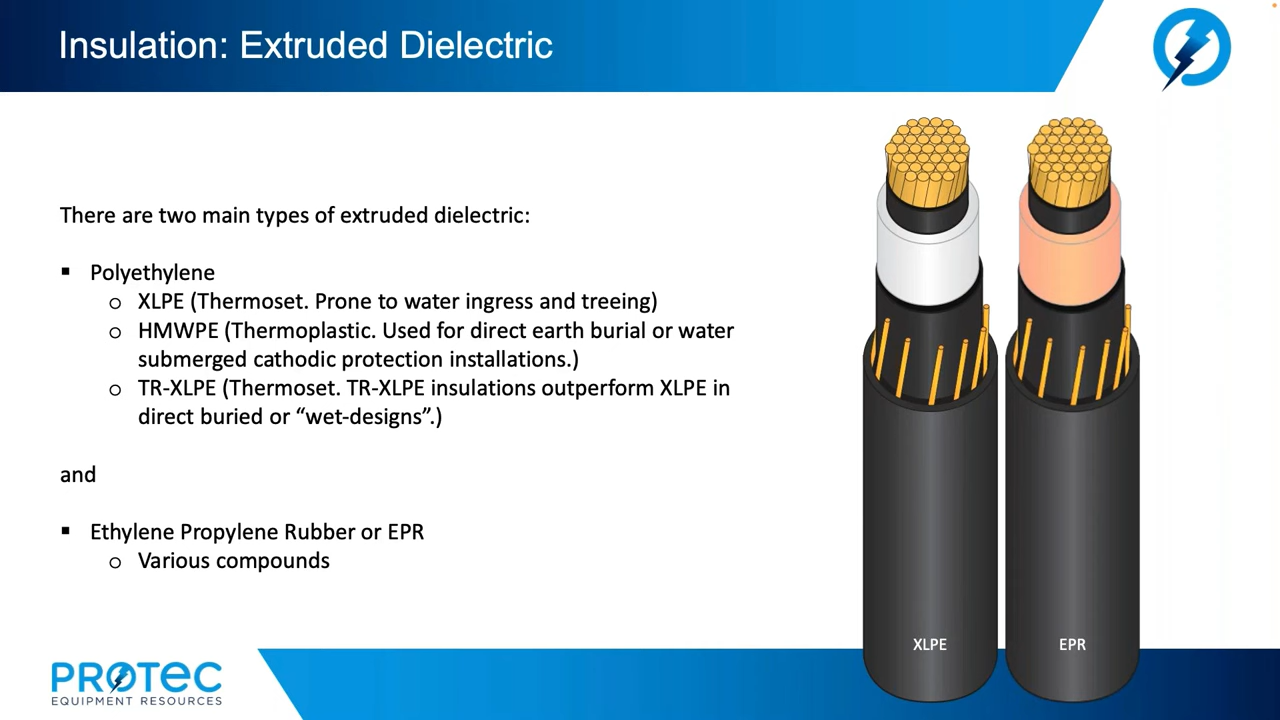 Insulation: Extruded Dielectric
There are two main types of extruded dielectric:
▪ Polyethylene
o XLPE (Thermoset. Prone to water ingress and treeing)
o HMWPE (Thermoplastic. Used for direct earth burial or water
submerged cathodic protection installations.)
o TR-XLPE (Thermoset. TR-XLPE insulations outperform XLPE in
direct buried or “wet-designs”.)
and
▪ Ethylene Propylene Rubber or EPR
o Various compounds
XLPE
EPR
PROTEC
EQUIPMENT RESOURCES